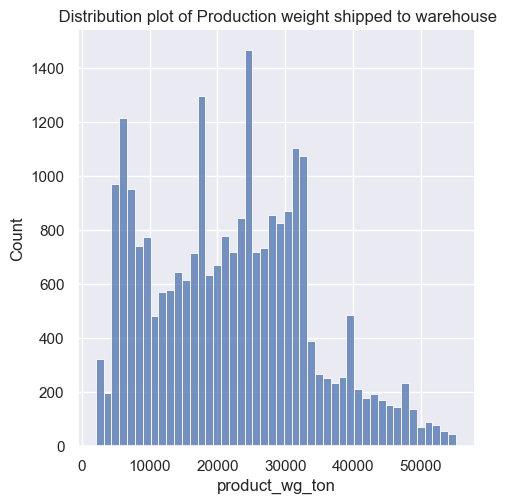 Distribution plot of Production weight shipped to warehouse
1400
1200
1000
800
600
400
200
0
Count
0 10000 20000 30000 40000 50000
product_wg_ton